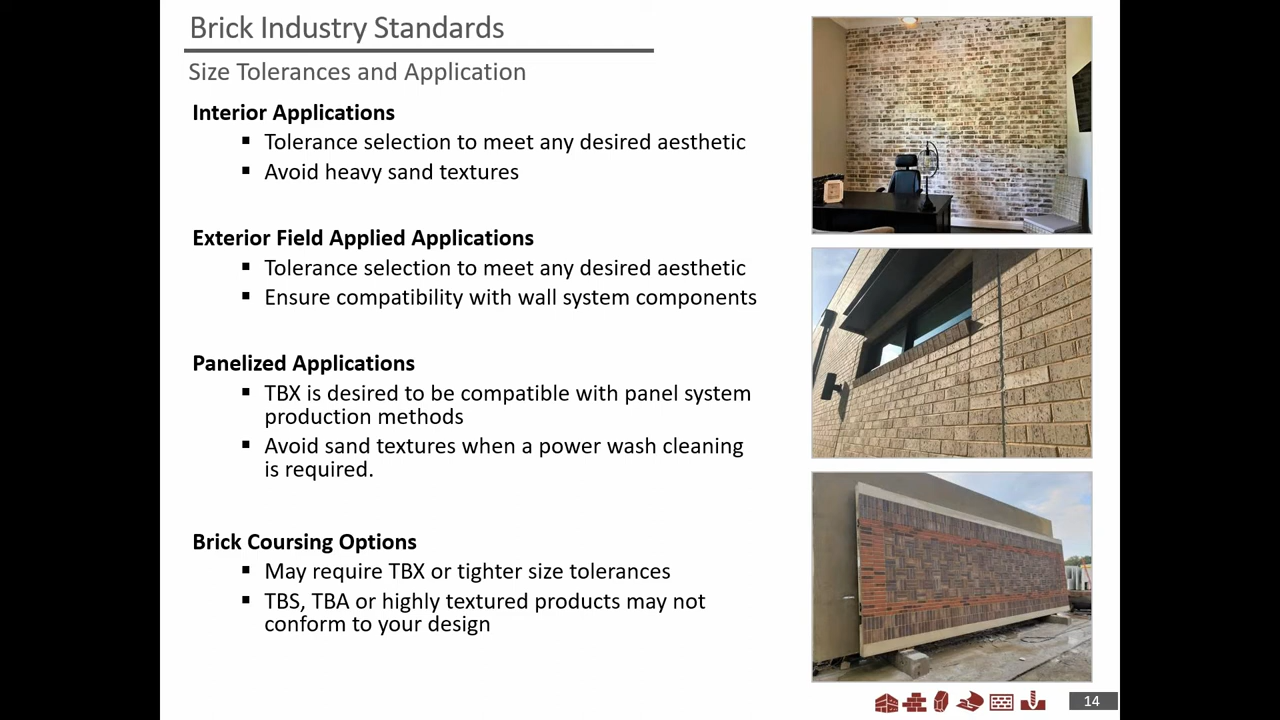 Brick Industry Standards
Size Tolerances and Application
Interior Applications
▪ Tolerance selection to meet any desired aesthetic
▪ Avoid heavy sand textures
Exterior Field Applied Applications
▪ Tolerance selection to meet any desired aesthetic
▪ Ensure compatibility with wall system components
Panelized Applications
▪ TBX is desired to be compatible with panel system
production methods
▪ Avoid sand textures when a power wash cleaning
is required.
Brick Coursing Options
▪ May require TBX or tighter size tolerances
▪ TBS, TBA or highly textured products may not
conform to your design
14